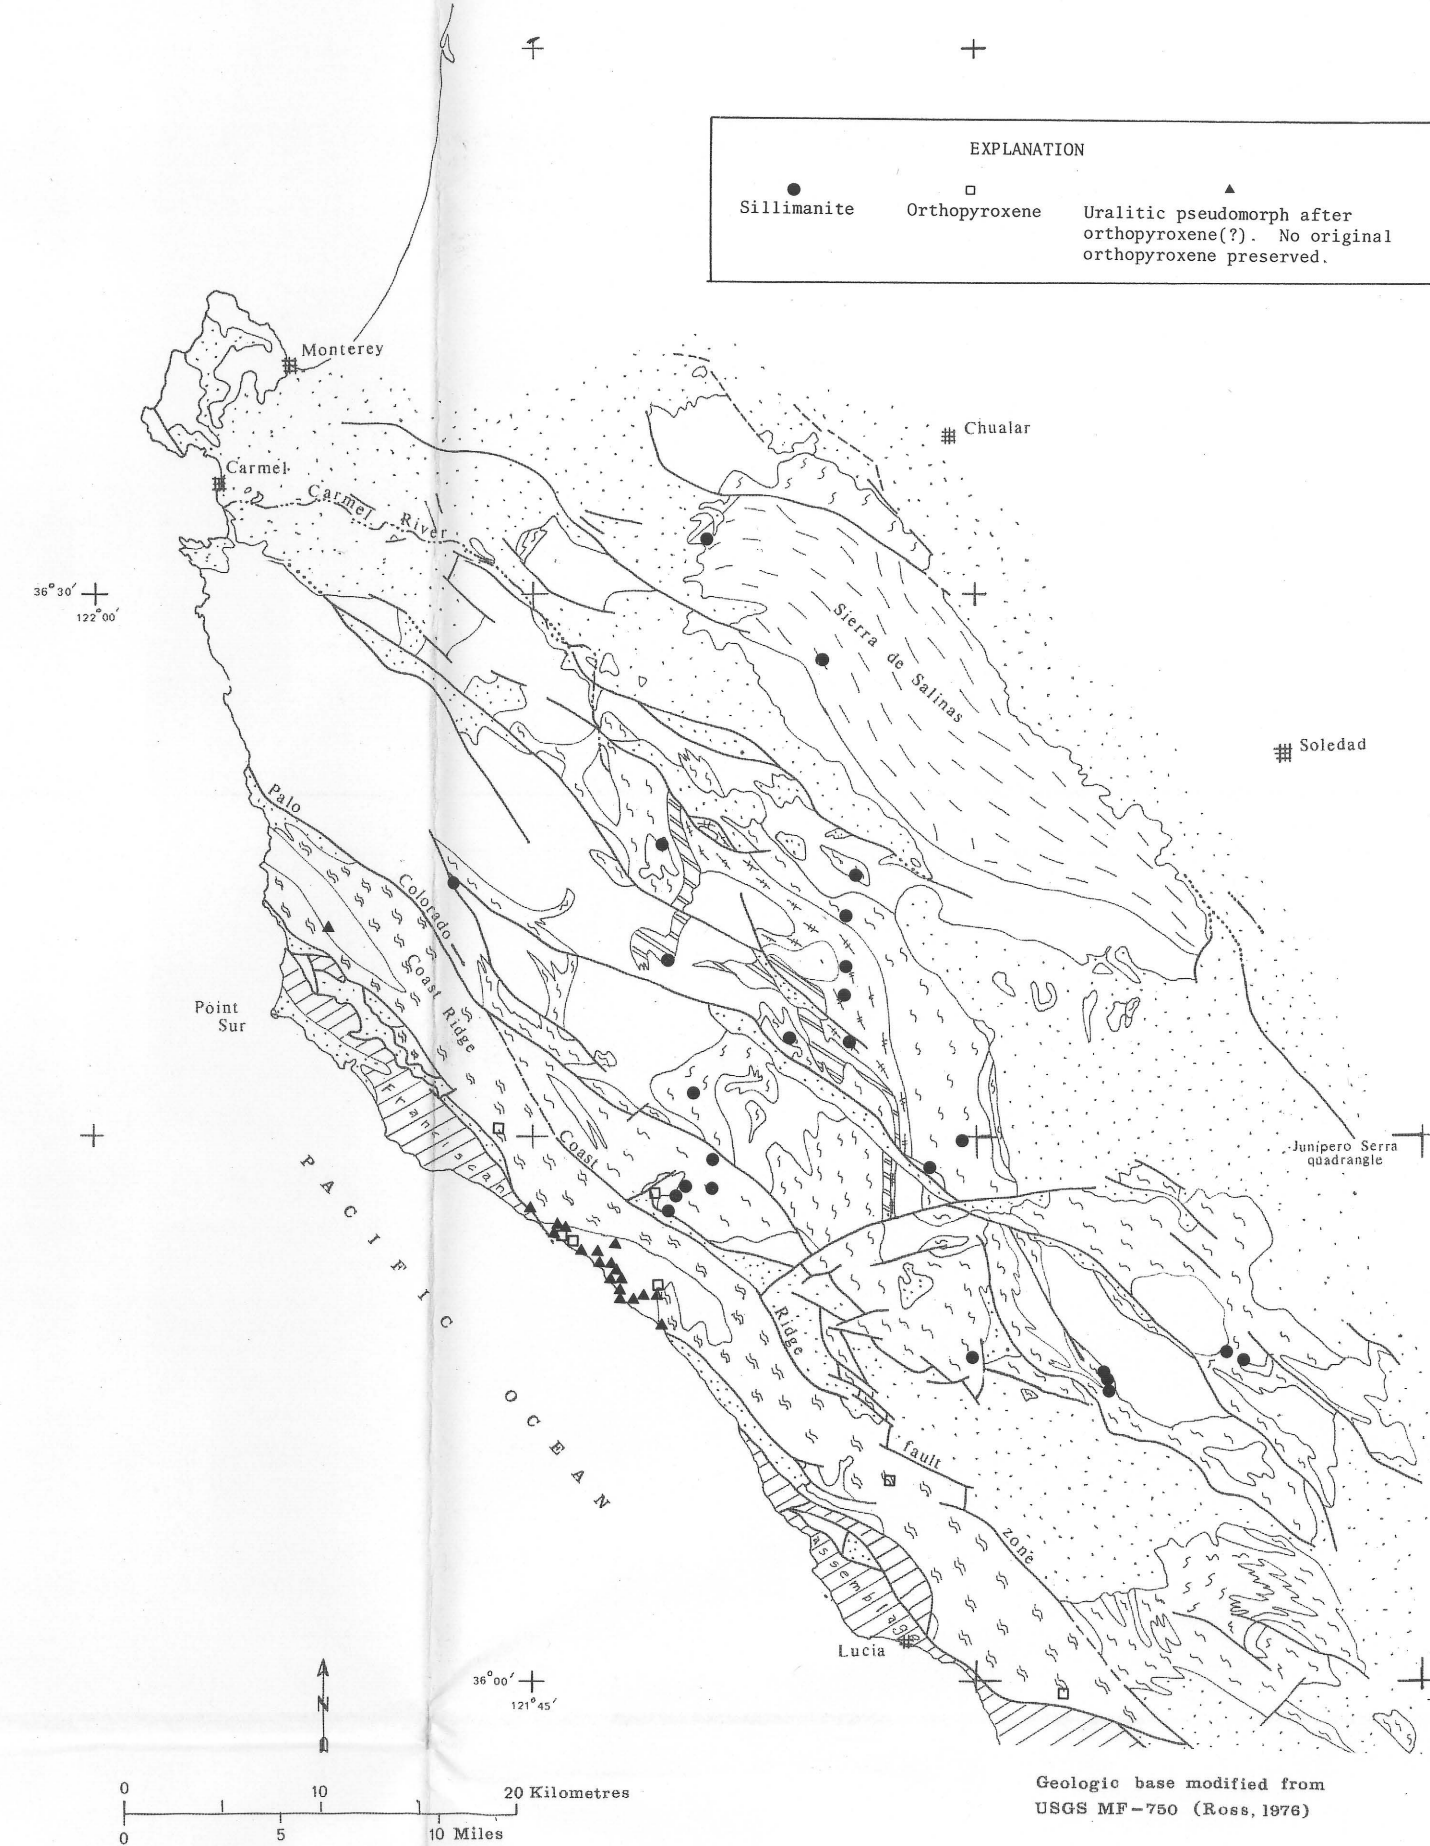 EXPLANATION
Sillimanite
Orthopyroxene
Uralitic pseudomorph after
orthopyroxene(?). No original
orthopyroxene preserved.
Monterey
Chualar
Carmel
Carmel River
36°30′
122°00′
Sierra de Salinas
Soledad
Palo
Colorado
Coast Ridge
Point
Sur
Franciscan
Coast
Junipero Serra
quadrangle
PACIFIC OCEAN
Ridge
fault
zone
assemblage
Lucia
36°00′
121°45′
N
0 10 20 Kilometres
0 5 10 Miles
Geologic base modified from
USGS MF-750 (Ross, 1976)